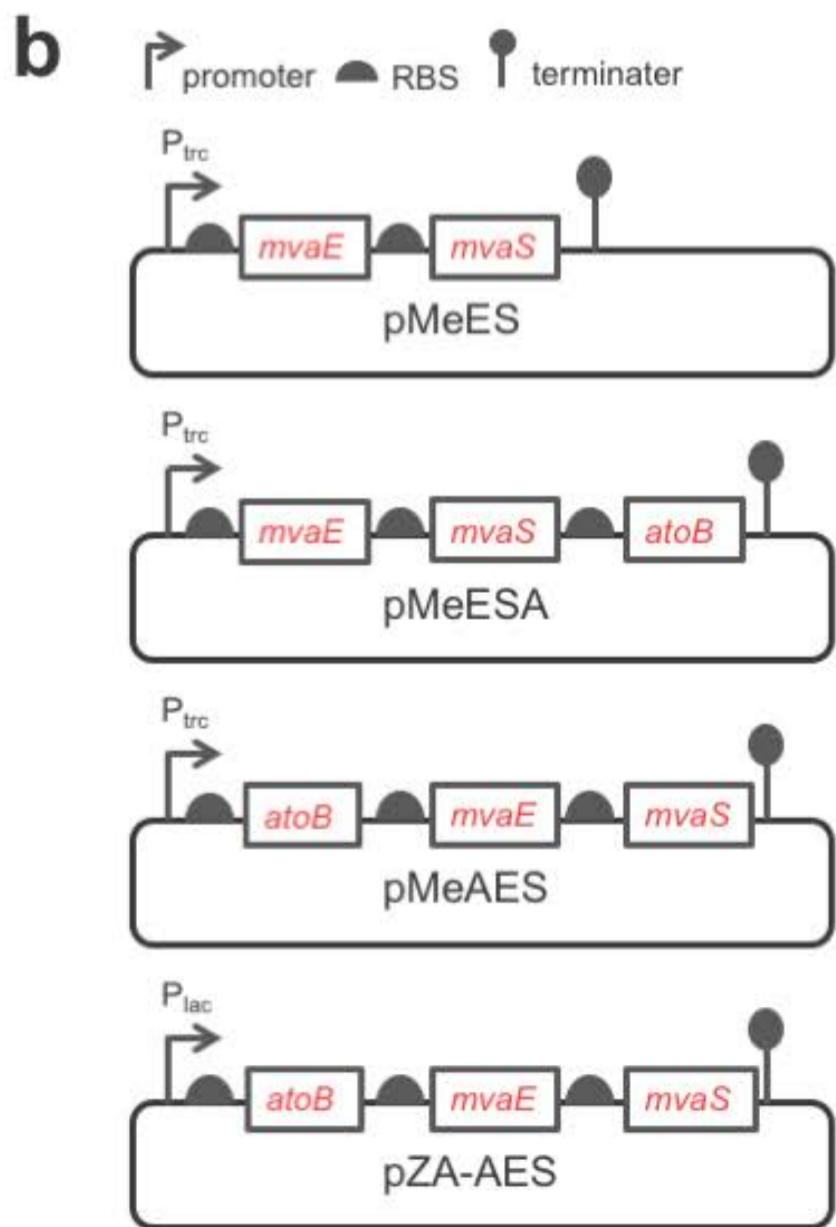 b
promoter RBS terminater
Ptrc
mvaE mvaS
pMeES
Ptrc
mvaE mvaS atoB
pMeESA
Ptrc
atoB mvaE mvaS
pMeAES
Plac
atoB mvaE mvaS
pZA-AES